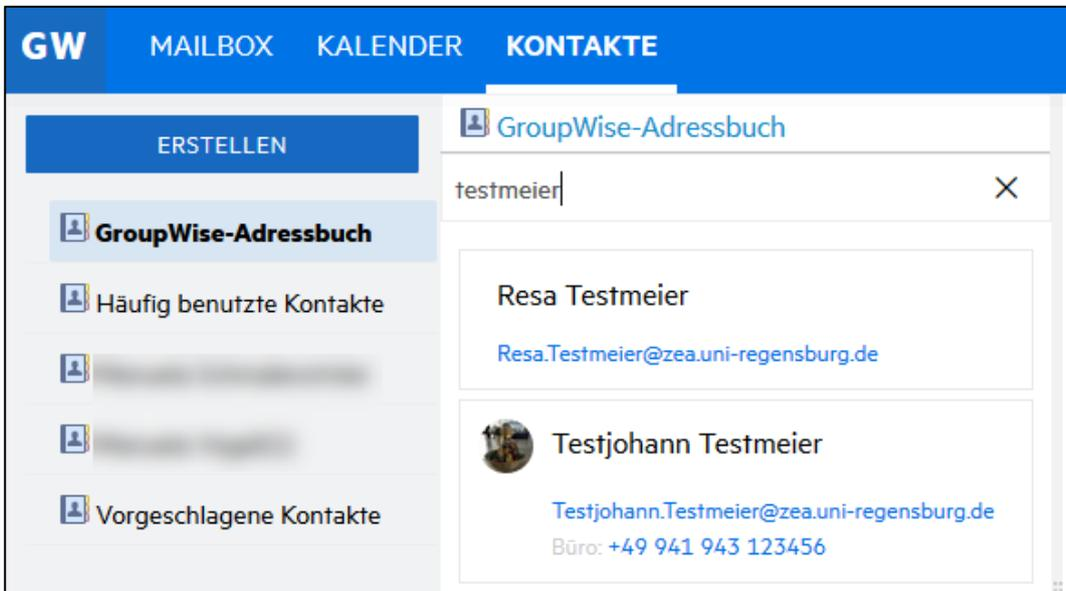 GW MAILBOX KALENDER KONTAKTE
ERSTELLEN
GroupWise-Adressbuch
Häufig benutzte Kontakte
Vorgeschlagene Kontakte
GroupWise-Adressbuch
testmeier
Resa Testmeier
Resa.Testmeier@zea.uni-regensburg.de
Testjohann Testmeier
Testjohann.Testmeier@zea.uni-regensburg.de
Büro: +49 941 943 123456